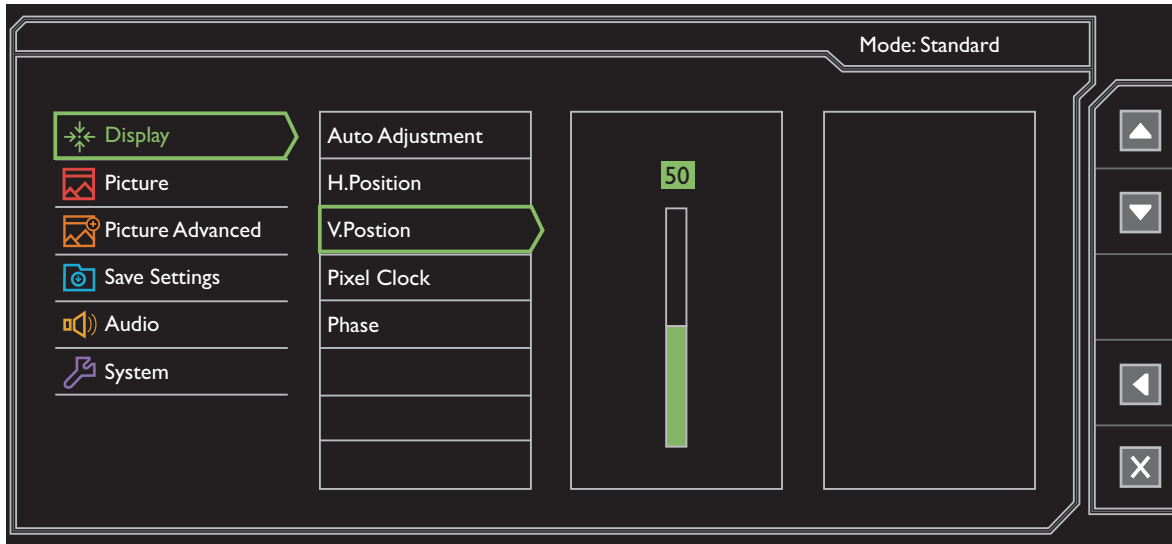 Mode: Standard
Display
Picture
Picture Advanced
Save Settings
Audio
System
Auto Adjustment
H.Position
V.Postion
Pixel Clock
Phase
50